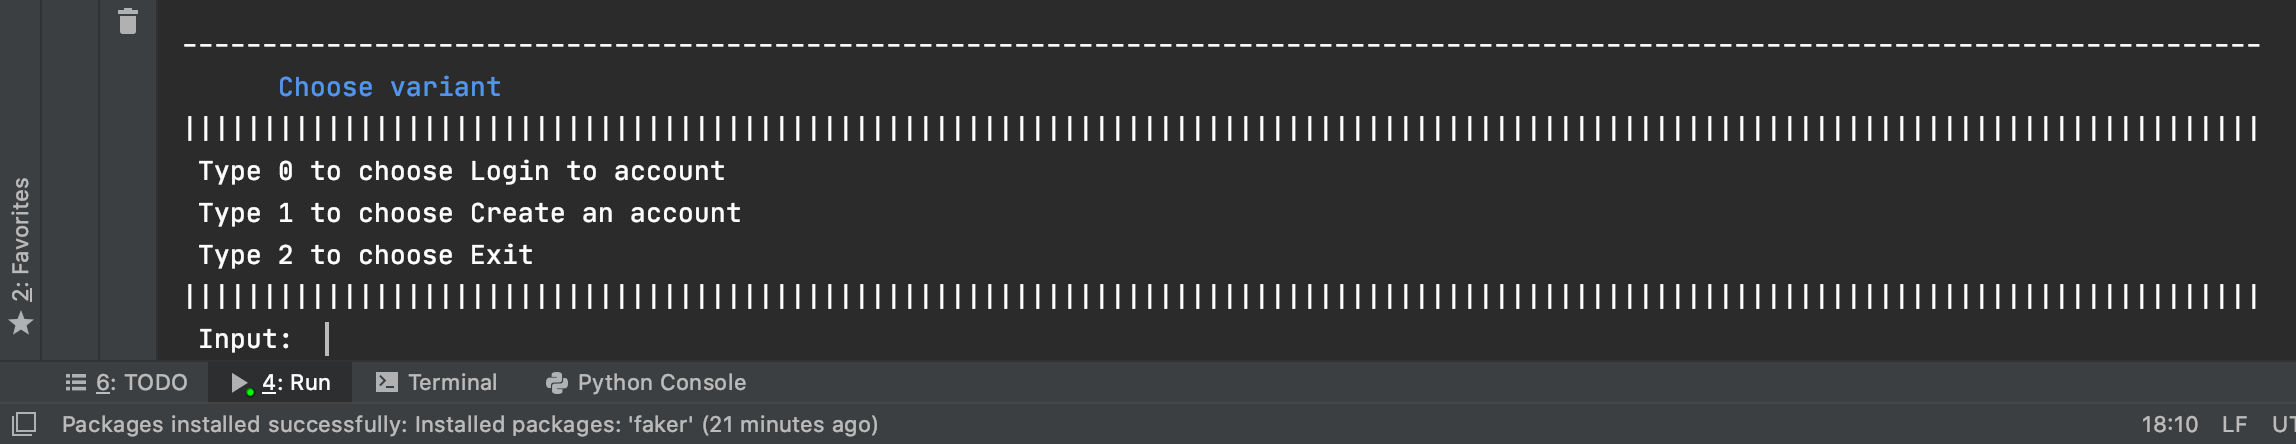 --------------------------------------------------------------------------------------------------------------------------------
Choose variant
||||||||||||||||||||||||||||||||||||||||||||||||||||||||||||||||||||||||||||||||||||||||||||||||||||||||||||||||||||||||||||||||||
Type 0 to choose Login to account
Type 1 to choose Create an account
Type 2 to choose Exit
||||||||||||||||||||||||||||||||||||||||||||||||||||||||||||||||||||||||||||||||||||||||||||||||||||||||||||||||||||||||||||||||||
Input:
2: Favorites
6: TODO 4: Run Terminal Python Console
Packages installed successfully: Installed packages: 'faker' (21 minutes ago) 18:10 LF